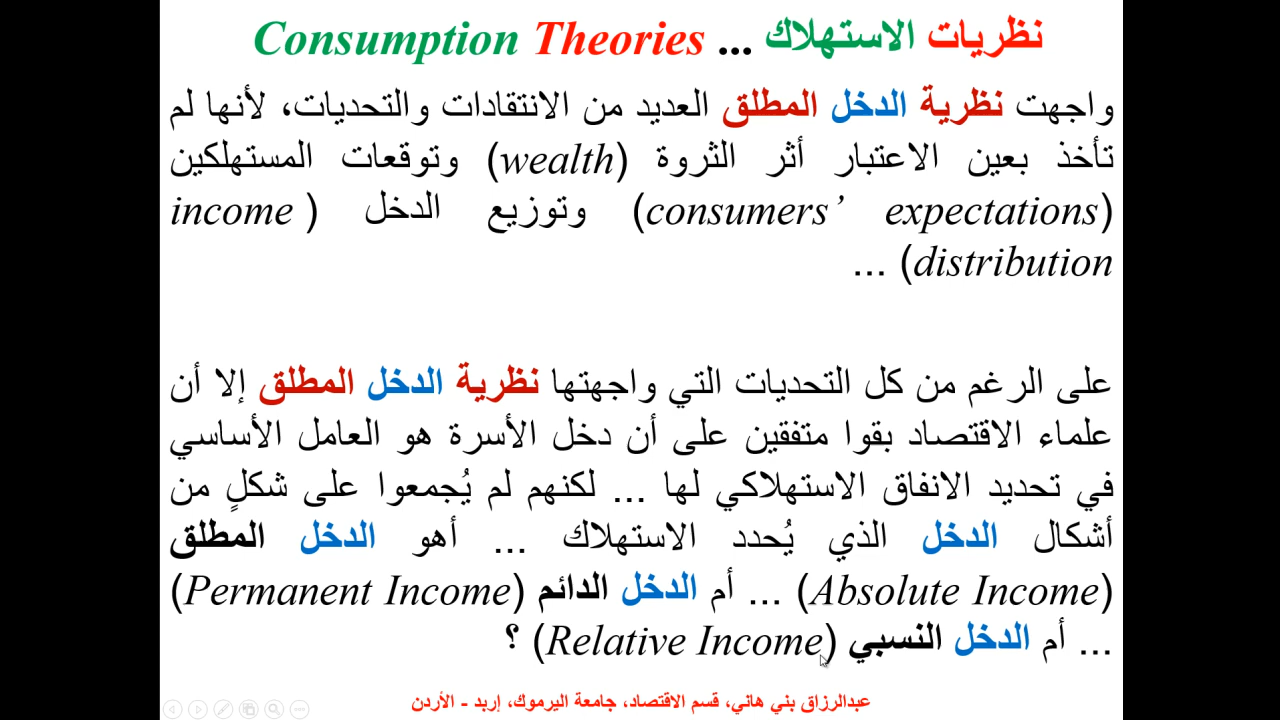 نظريات الاستهلاك ... Consumption Theories
واجهت نظرية الدخل المطلق العديد من الانتقادات والتحديات، لأنها لم
تأخذ بعين الاعتبار أثر الثروة (wealth) وتوقعات المستهلكين
(consumers’ expectations) وتوزيع الدخل (income
distribution) ...
على الرغم من كل التحديات التي واجهتها نظرية الدخل المطلق إلا أن
علماء الاقتصاد بقوا متفقين على أن دخل الأسرة هو العامل الأساسي
في تحديد الانفاق الاستهلاكي لها ... لكنهم لم يُجمعوا على شكلٍ من
أشكال الدخل الذي يُحدد الاستهلاك ... أهو الدخل المطلق
(Absolute Income) ... أم الدخل الدائم (Permanent Income)
... أم الدخل النسبي (Relative Income) ؟
عبدالرزاق بني هاني، قسم الاقتصاد، جامعة اليرموك، إربد - الأردن